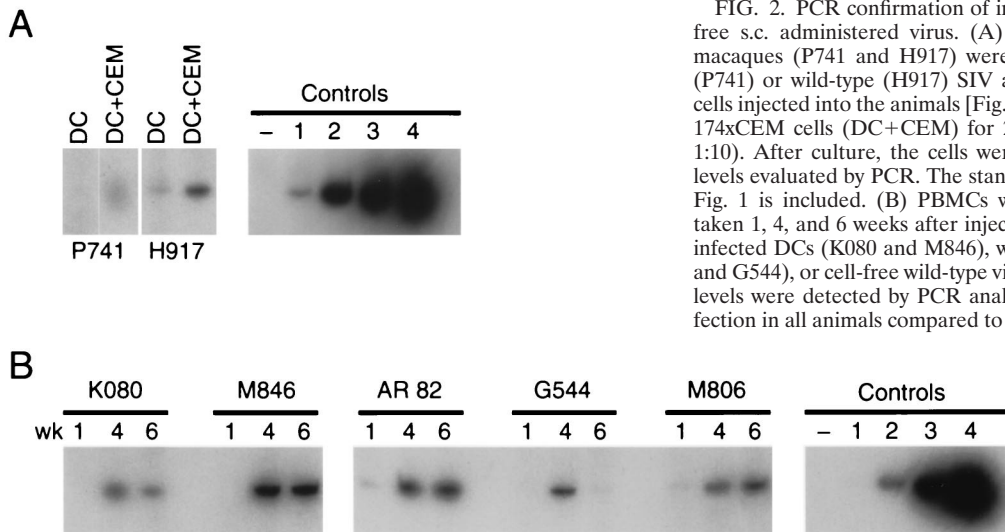 A
DC
DC+CEM
DC
DC+CEM
Controls
– 1 2 3 4
P741 H917
FIG. 2. PCR confirmation of in
free s.c. administered virus. (A)
macaques (P741 and H917) were
(P741) or wild-type (H917) SIV a
cells injected into the animals [Fig.
174xCEM cells (DC+CEM) for
1:10). After culture, the cells were
levels evaluated by PCR. The stan
Fig. 1 is included. (B) PBMCs w
taken 1, 4, and 6 weeks after injec
infected DCs (K080 and M846), w
and G544), or cell-free wild-type vi
levels were detected by PCR anal
fection in all animals compared to
B
K080 M846 AR 82 G544 M806 Controls
wk 1 4 6 1 4 6 1 4 6 1 4 6 1 4 6 – 1 2 3 4